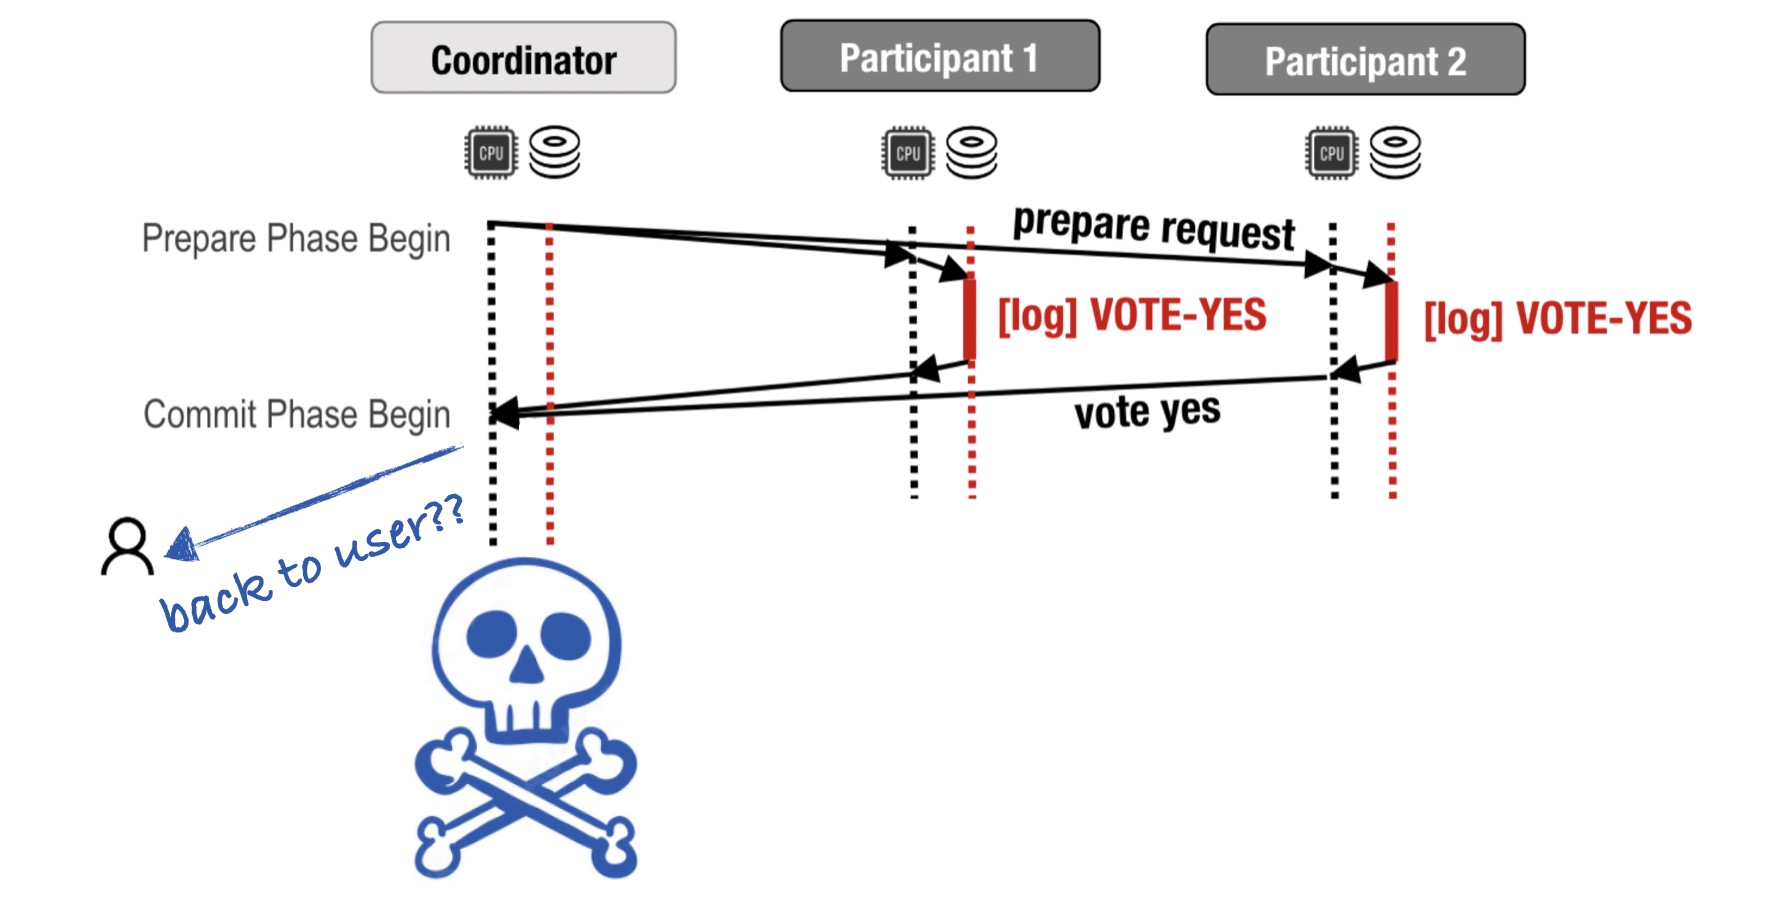 Coordinator
Participant 1
Participant 2
CPU
CPU
CPU
Prepare Phase Begin
prepare request
[log] VOTE-YES
[log] VOTE-YES
Commit Phase Begin
vote yes
back to user??